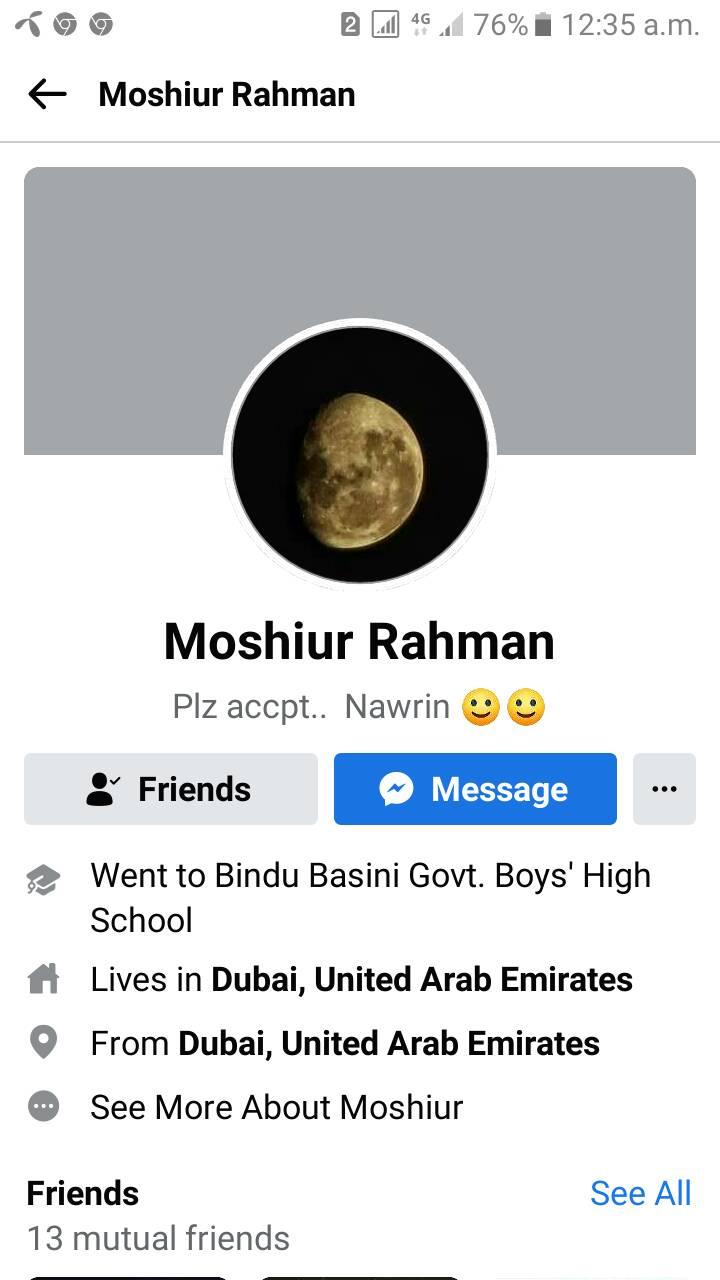 2 4G 76% 12:35 a.m.
Moshiur Rahman
Moshiur Rahman
Plz accpt.. Nawrin 🙂🙂
Friends
Message
Went to Bindu Basini Govt. Boys' High
School
Lives in Dubai, United Arab Emirates
From Dubai, United Arab Emirates
See More About Moshiur
Friends See All
13 mutual friends